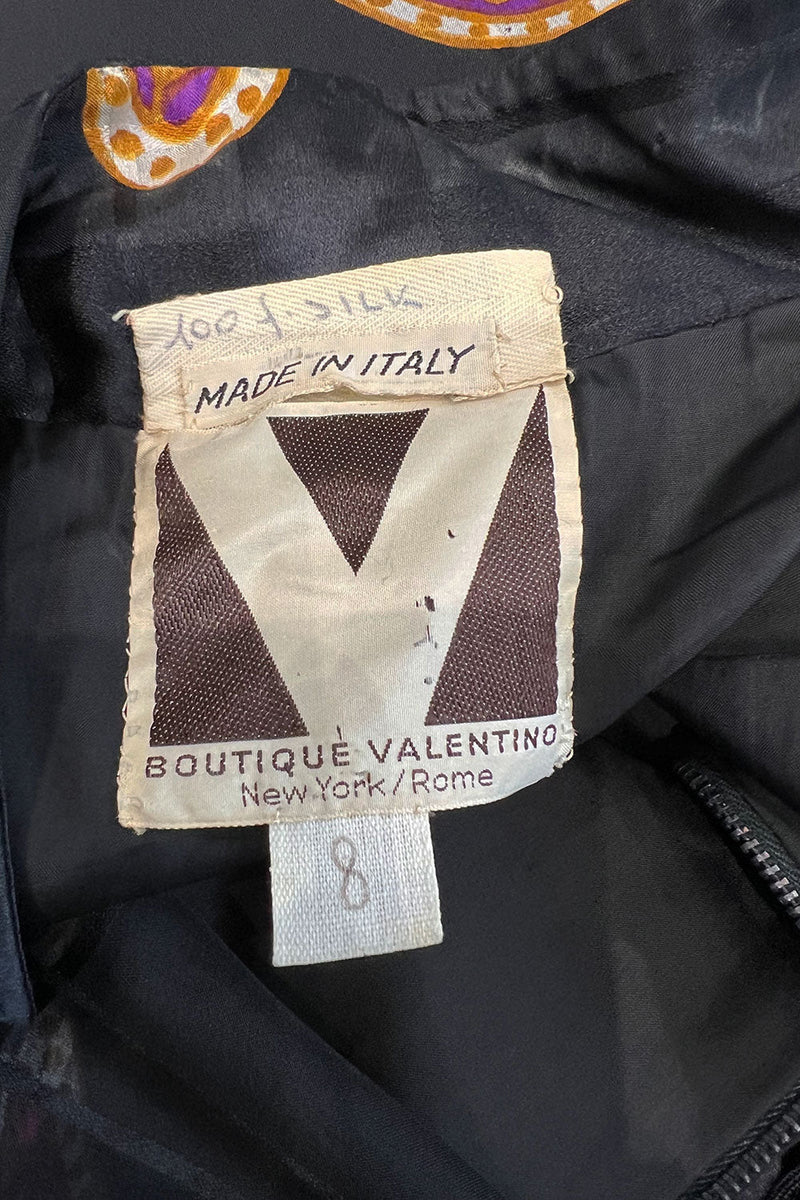 100 % SILK
MADE IN ITALY
V
BOUTIQUE VALENTINO
New York/Rome
8